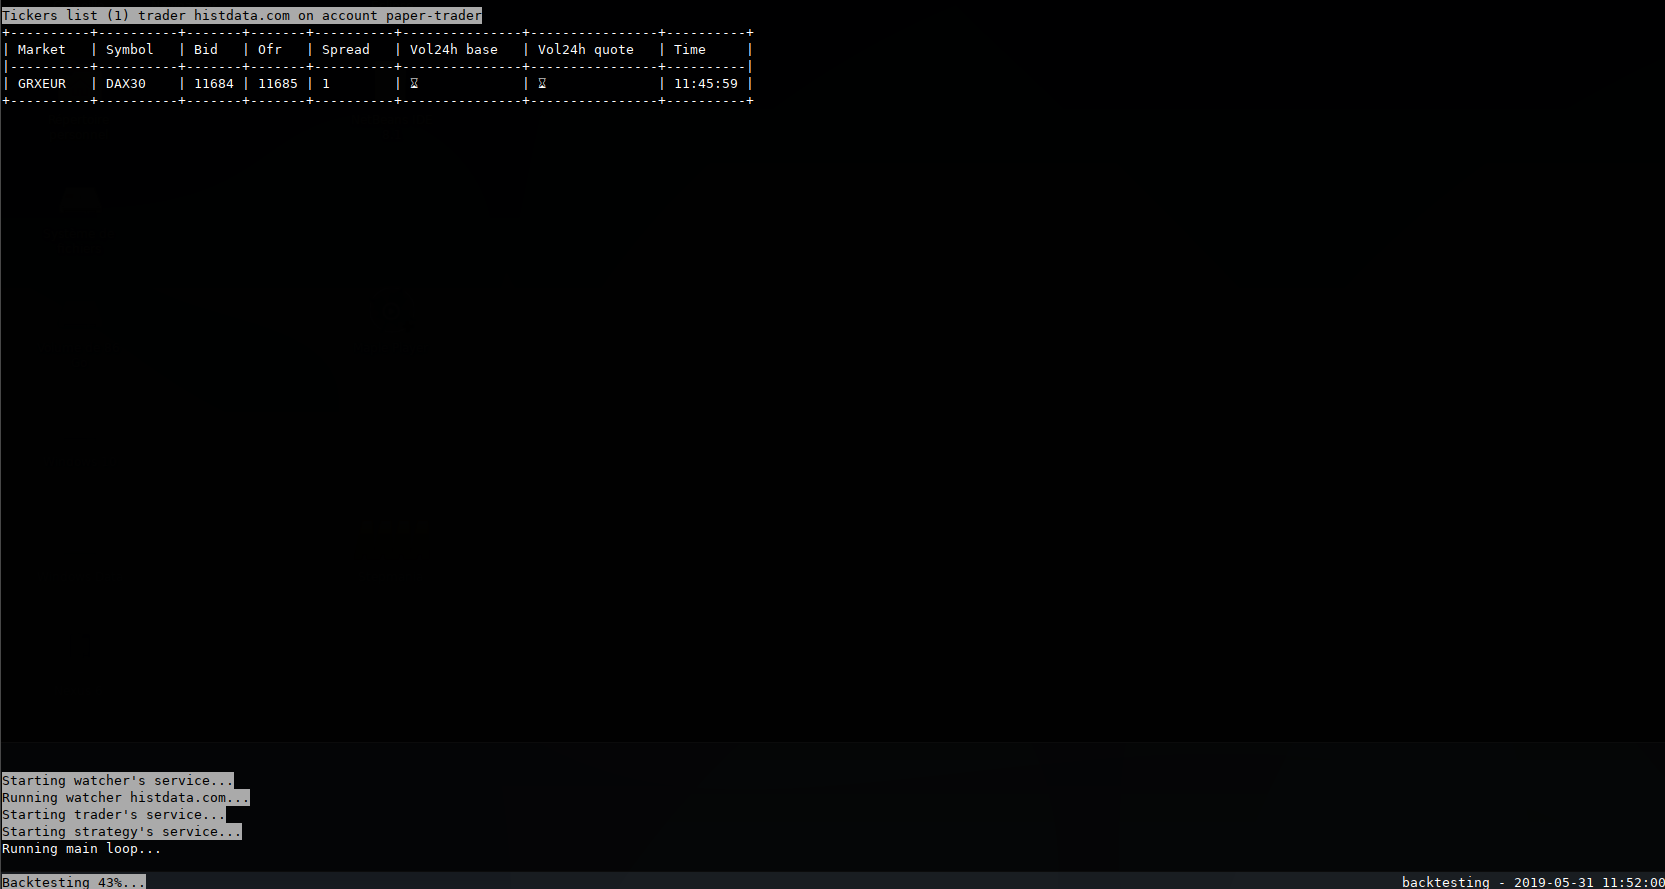 Tickers list (1) trader histdata.com on account paper-trader
+----------+----------+-------+-------+----------+---------------+----------------+----------+
| Market   | Symbol   | Bid   | Ofr   | Spread   | Vol24h base   | Vol24h quote   | Time     |
|----------+----------+-------+-------+----------+---------------+----------------+----------|
| GRXEUR   | DAX30    | 11684 | 11685 | 1        | ⌛             | ⌛              | 11:45:59 |
+----------+----------+-------+-------+----------+---------------+----------------+----------+
Starting watcher's service...
Running watcher histdata.com...
Starting trader's service...
Starting strategy's service...
Running main loop...
Backtesting 43%... backtesting - 2019-05-31 11:52:00